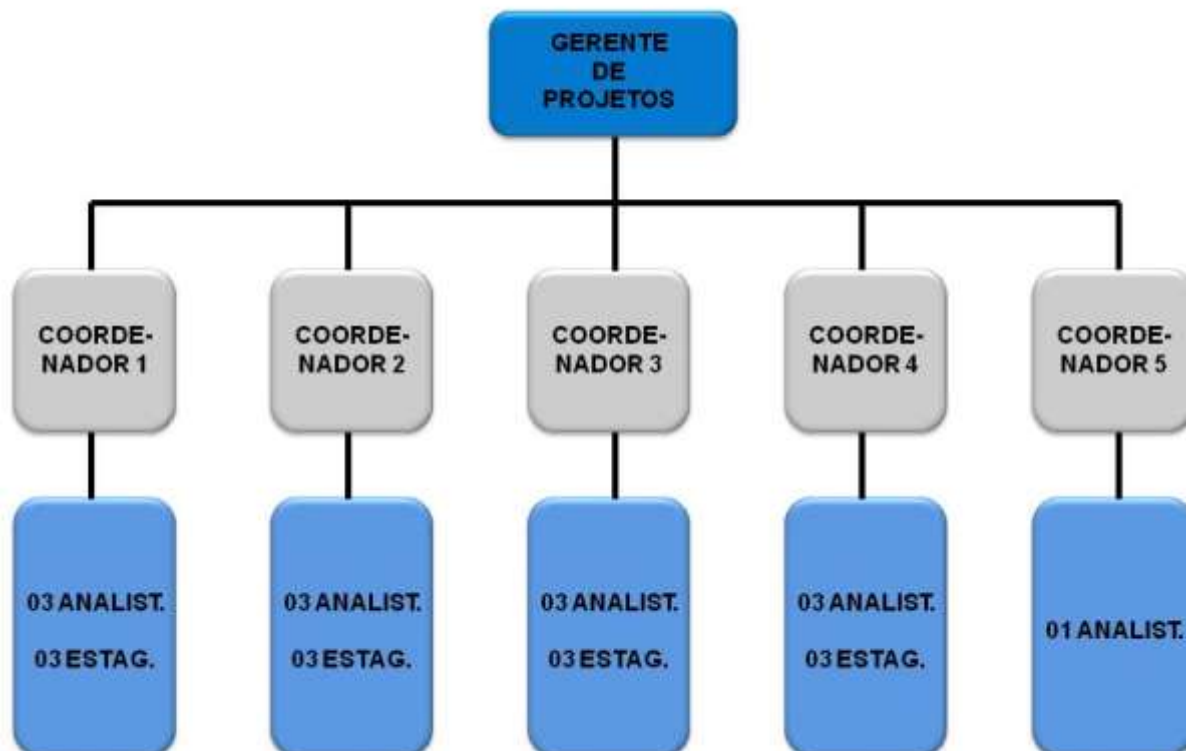 GERENTE
DE
PROJETOS
COORDE-
NADOR 1
COORDE-
NADOR 2
COORDE-
NADOR 3
COORDE-
NADOR 4
COORDE-
NADOR 5
03 ANALIST.
03 ESTAG.
03 ANALIST.
03 ESTAG.
03 ANALIST.
03 ESTAG.
03 ANALIST.
03 ESTAG.
01 ANALIST.